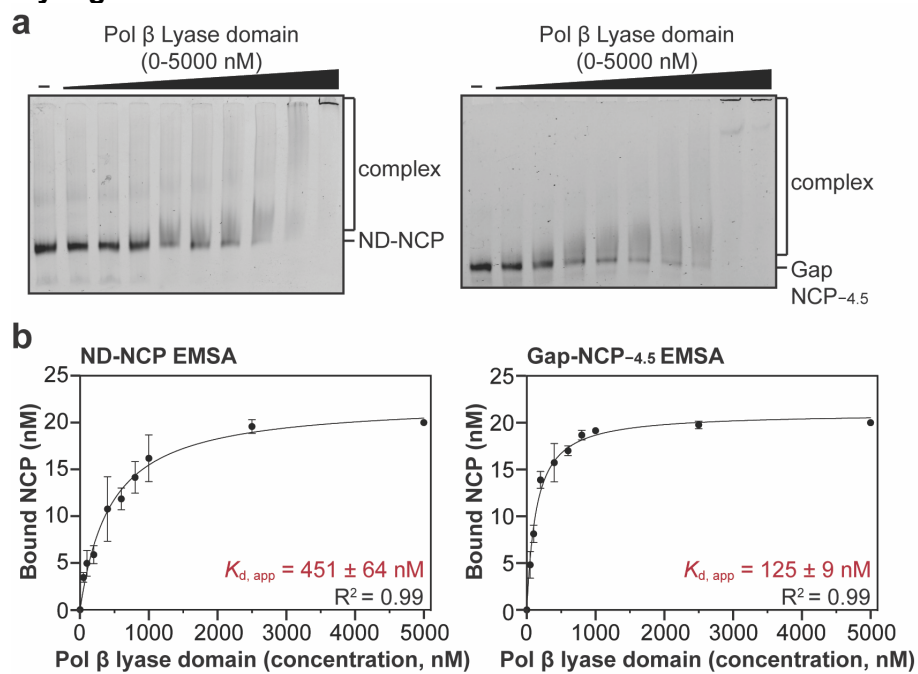 a
Pol β Lyase domain
(0-5000 nM)
–
complex
ND-NCP
Pol β Lyase domain
(0-5000 nM)
–
complex
Gap
NCP−4.5
b
ND-NCP EMSA
25
20
15
10
5
0
Bound NCP (nM)
Kd, app = 451 ± 64 nM
R² = 0.99
0 1000 2000 3000 4000 5000
Pol β lyase domain (concentration, nM)
Gap-NCP−4.5 EMSA
25
20
15
10
5
0
Bound NCP (nM)
Kd, app = 125 ± 9 nM
R² = 0.99
0 1000 2000 3000 4000 5000
Pol β lyase domain (concentration, nM)